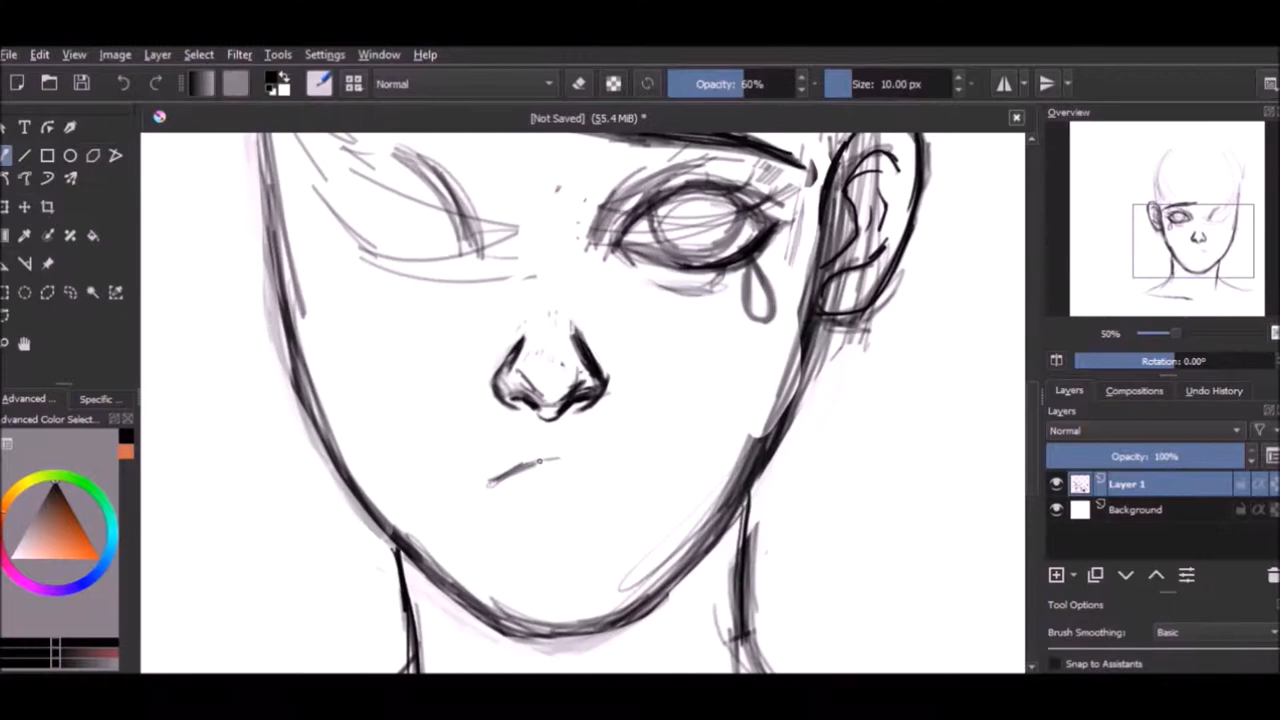 File Edit View Image Layer Select Filter Tools Settings Window Help
Normal Opacity: 60% Size: 10.00 px
[Not Saved] (55.4 MiB) *
Overview
50%
Rotation: 0.00°
Layers Compositions Undo History
Layers
Normal
Opacity: 100%
Layer 1
Background
Tool Options
Brush Smoothing: Basic
Snap to Assistants
Advanced ... Specific ...
Advanced Color Select...